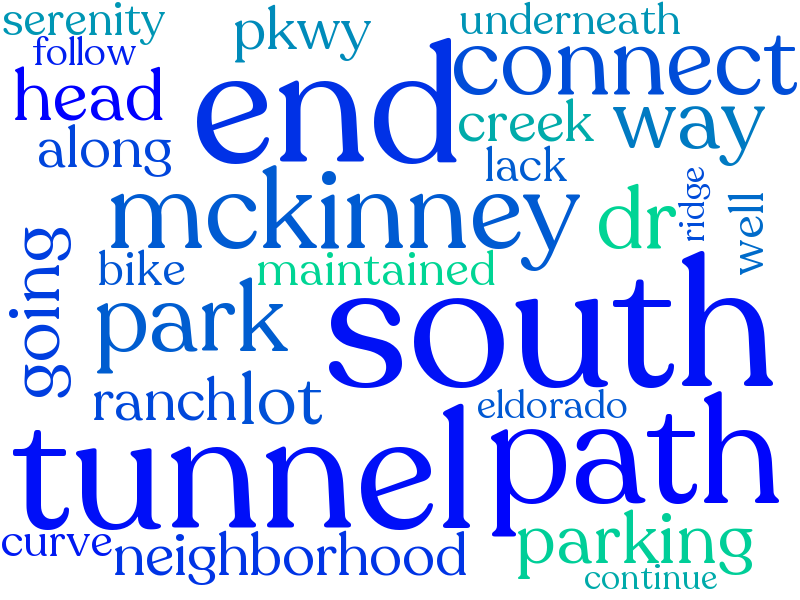 serenity
pkwy
underneath
follow
connect
head
end
creek
way
along
lack
mckinney
dr
ridge
well
going
bike
maintained
park
south
ranch
lot
eldorado
tunnel
path
curve
neighborhood
parking
continue